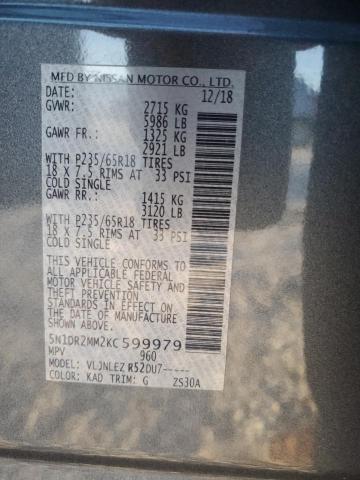 MFD BY NISSAN MOTOR CO., LTD.
DATE: 12/18
GVWR: 2715 KG
5986 LB
GAWR FR.: 1325 KG
2921 LB
WITH P235/65R18 TIRES
18 X 7.5 RIMS AT 33 PSI
COLD SINGLE
GAWR RR.: 1415 KG
3120 LB
WITH P235/65R18 TIRES
18 X 7.5 RIMS AT 33 PSI
COLD SINGLE
THIS VEHICLE CONFORMS TO
ALL APPLICABLE FEDERAL
MOTOR VEHICLE SAFETY AND
THEFT PREVENTION
STANDARDS IN EFFECT ON
THE DATE OF MANUFACTURE
SHOWN ABOVE.
5N1DR2MM2KC599979
MPV 960
MODEL: VLJNLEZ R52DU7-----
COLOR: KAD TRIM: G ZS30A